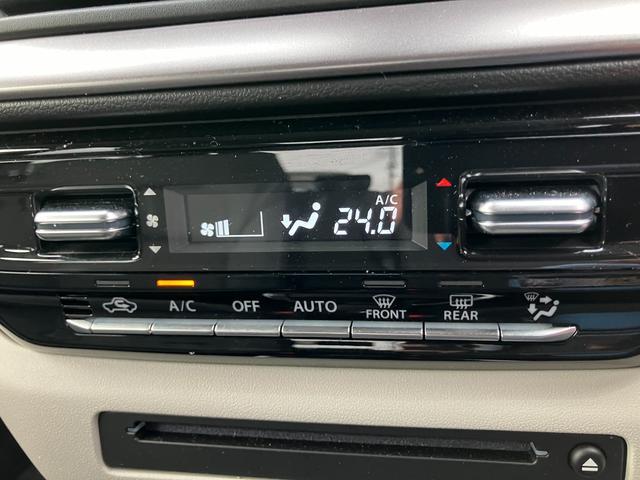 A/C
24.0
A/C OFF AUTO FRONT REAR